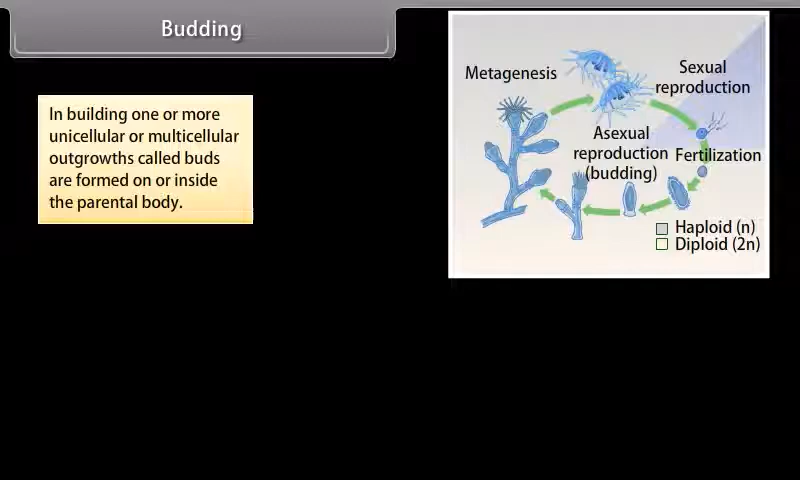 Budding
In building one or more
unicellular or multicellular
outgrowths called buds
are formed on or inside
the parental body.
Metagenesis
Sexual
reproduction
Asexual
reproduction
(budding)
Fertilization
Haploid (n)
Diploid (2n)